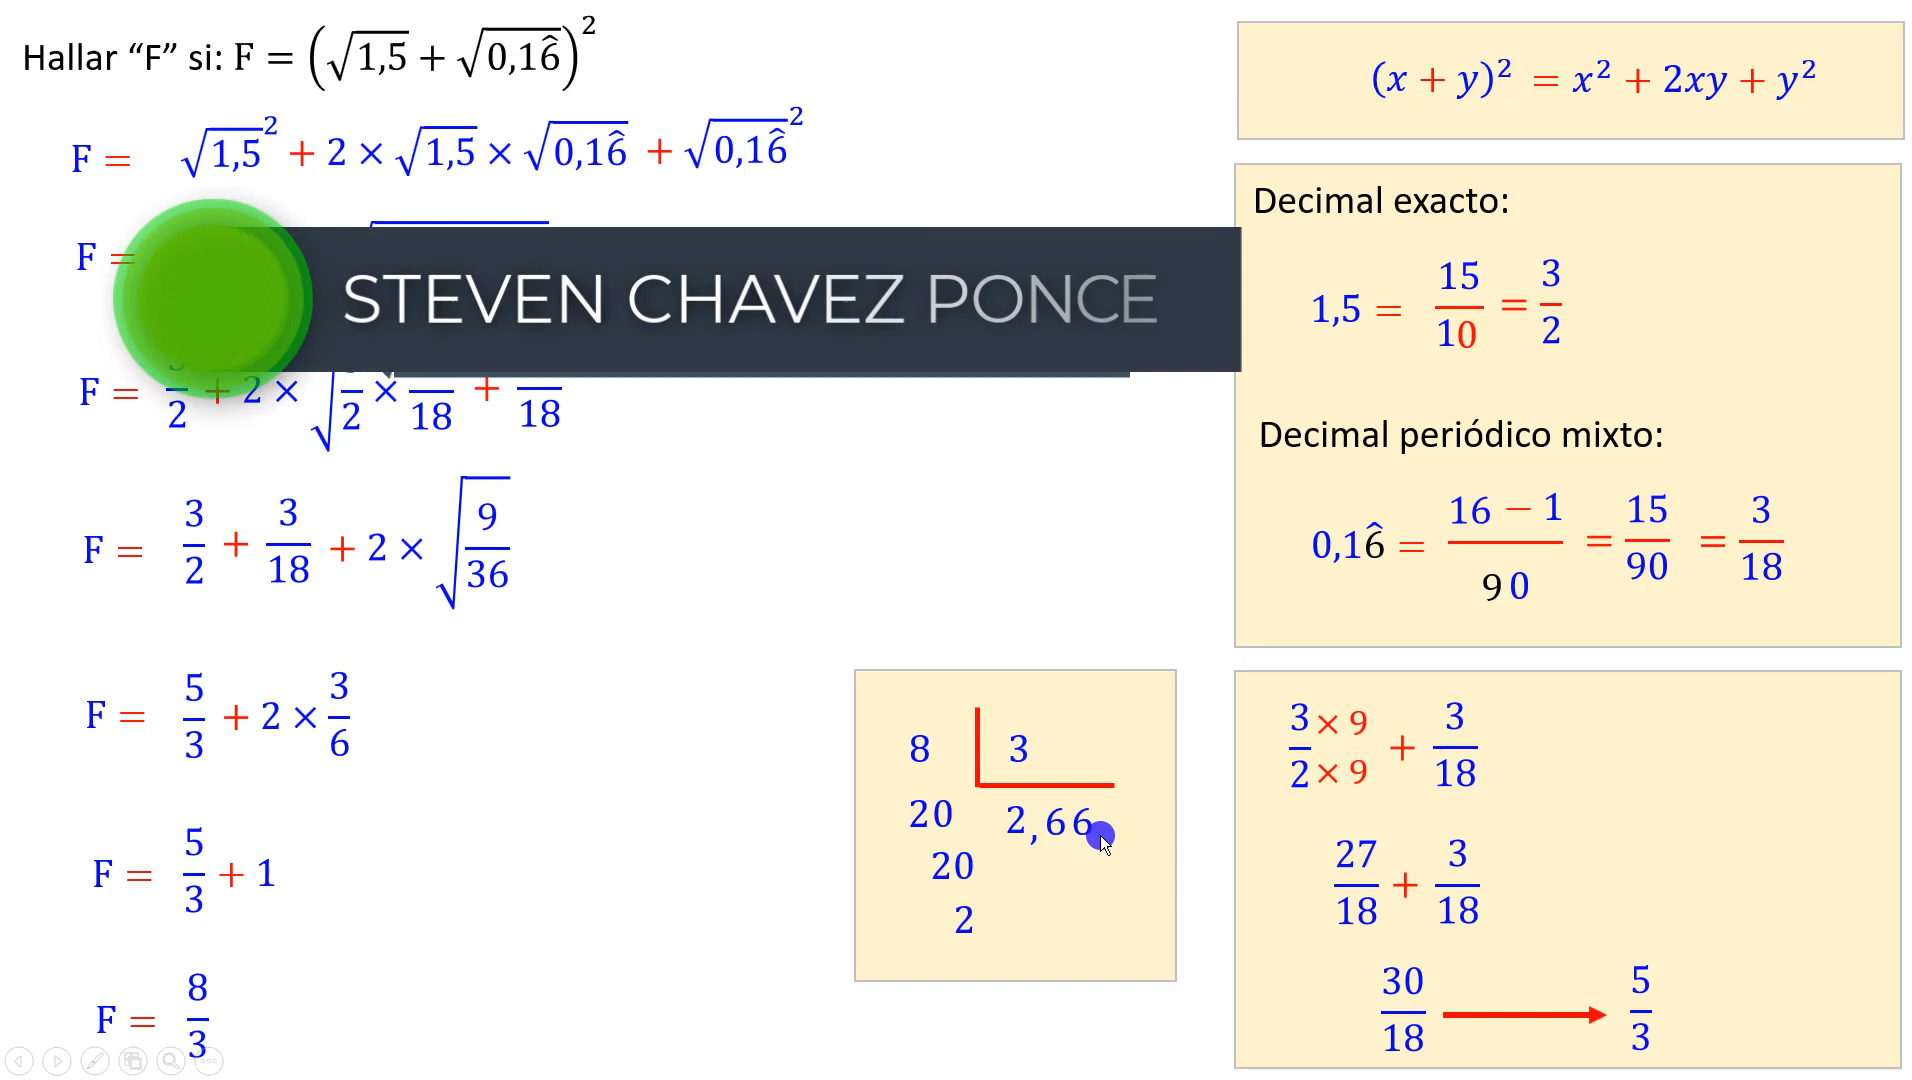 Hallar “F” si: F = (√1,5 + √0,16̂)²
F = √1,5² + 2 × √1,5 × √0,16̂ + √0,16̂²
F =
STEVEN CHAVEZ PONCE
F = /2 + 2 × √ /2 × /18 + /18
F = 3/2 + 3/18 + 2 × √9/36
F = 5/3 + 2 × 3/6
F = 5/3 + 1
F = 8/3
8 3
20 2,66
20
2
(x + y)² = x² + 2xy + y²
Decimal exacto:
1,5 = 15/10 = 3/2
Decimal periódico mixto:
0,16̂ = 16 − 1/90 = 15/90 = 3/18
3/2 × 9/× 9 + 3/18
27/18 + 3/18
30/18 → 5/3